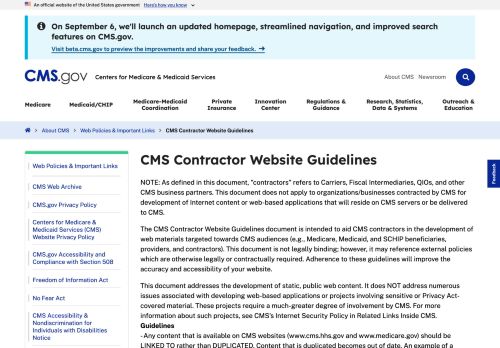 An official website of the United States government Here's how you know
On September 6, we'll launch an updated homepage, streamlined navigation, and improved search
features on CMS.gov.
Visit beta.cms.gov to preview the improvements and share your feedback.
CMS.gov Centers for Medicare & Medicaid Services
About CMS Newsroom
Medicare
Medicaid/CHIP
Medicare-Medicaid
Coordination
Private
Insurance
Innovation
Center
Regulations &
Guidance
Research, Statistics,
Data & Systems
Outreach &
Education
About CMS > Web Policies & Important Links > CMS Contractor Website Guidelines
Feedback
Web Policies & Important Links
CMS Web Archive
CMS.gov Privacy Policy
Centers for Medicare &
Medicaid Services (CMS)
Website Privacy Policy
CMS.gov Accessibility and
Compliance with Section 508
Freedom of Information Act
No Fear Act
CMS Accessibility &
Nondiscrimination for
Individuals with Disabilities
Notice
CMS Contractor Website Guidelines
NOTE: As defined in this document, "contractors" refers to Carriers, Fiscal Intermediaries, QIOs, and other
CMS business partners. This document does not apply to organizations/businesses contracted by CMS for
development of Internet content or web-based applications that will reside on CMS servers or be delivered
to CMS.
The CMS Contractor Website Guidelines document is intended to aid CMS contractors in the development of
web materials targeted towards CMS audiences (e.g., Medicare, Medicaid, and SCHIP beneficiaries,
providers, and contractors). This document is not legally binding; however, it may reference external policies
which are otherwise legally or contractually required. Adherence to these guidelines will improve the
accuracy and accessibility of your website.
This document addresses the development of static, public web content. It does NOT address numerous
issues associated with developing web-based applications or projects involving sensitive or Privacy Act-
covered material. These projects require a much-greater degree of involvement by CMS. For more
information about such projects, see CMS's Internet Security Policy in Related Links Inside CMS.
Guidelines
- Any content that is available on CMS websites (www.cms.hhs.gov and www.medicare.gov) should be
LINKED TO rather than DUPLICATED. Content that is duplicated becomes out of date. An example of a